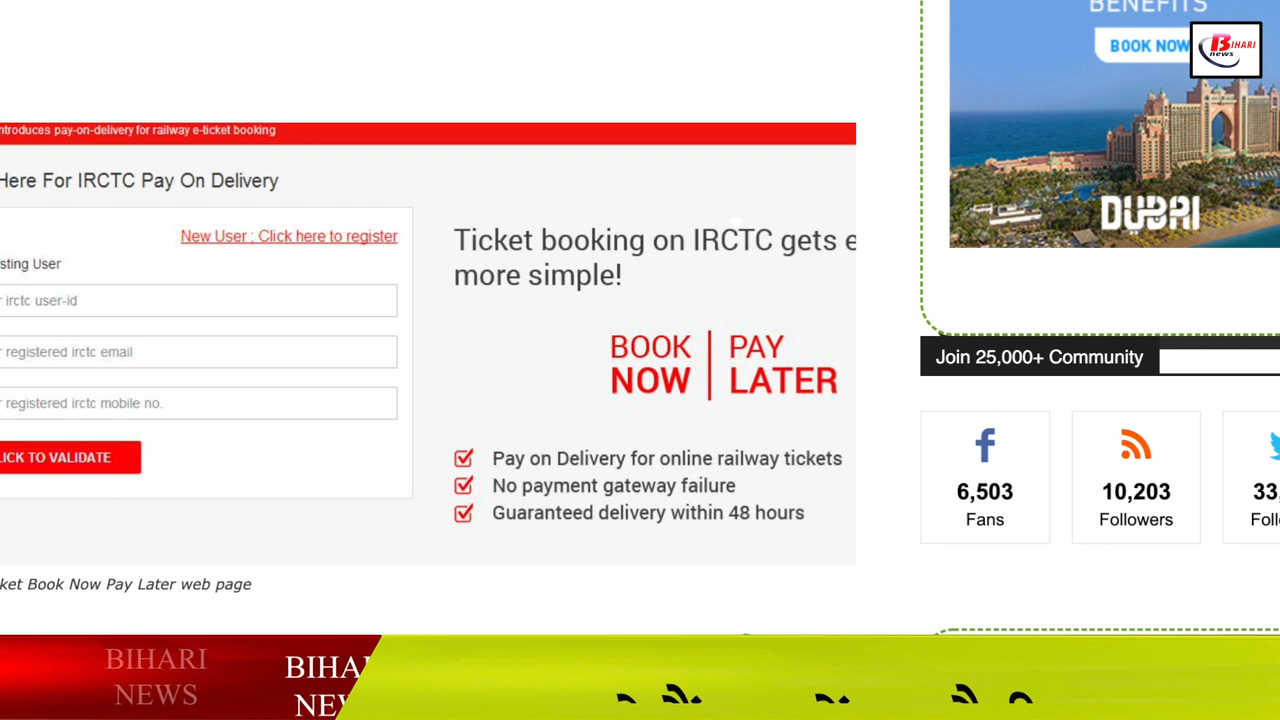 BENEFITS
BOOK NOW
BIHARI
news
ntroduces pay-on-delivery for railway e-ticket booking
Here For IRCTC Pay On Delivery
New User : Click here to register
sting User
r irctc user-id
r registered irctc email
r registered irctc mobile no.
LICK TO VALIDATE
Ticket booking on IRCTC gets e
more simple!
BOOK NOW
PAY LATER
Pay on Delivery for online railway tickets
No payment gateway failure
Guaranteed delivery within 48 hours
ket Book Now Pay Later web page
DUBAI
Join 25,000+ Community
6,503
Fans
10,203
Followers
33,
Foll
BIHARI
NEWS
BIHA
NEW